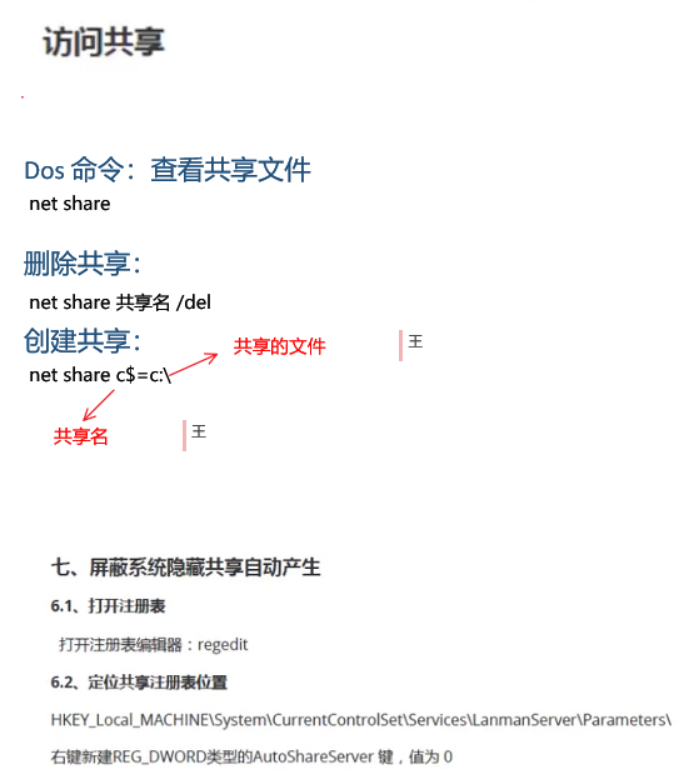 访问共享
Dos 命令：查看共享文件
net share
删除共享：
net share 共享名 /del
创建共享：
共享的文件
王
net share c$=c:\
共享名
王
七、屏蔽系统隐藏共享自动产生
6.1、打开注册表
打开注册表编辑器：regedit
6.2、定位共享注册表位置
HKEY_Local_MACHINE\System\CurrentControlSet\Services\LanmanServer\Parameters\
右键新建REG_DWORD类型的AutoShareServer 键，值为 0